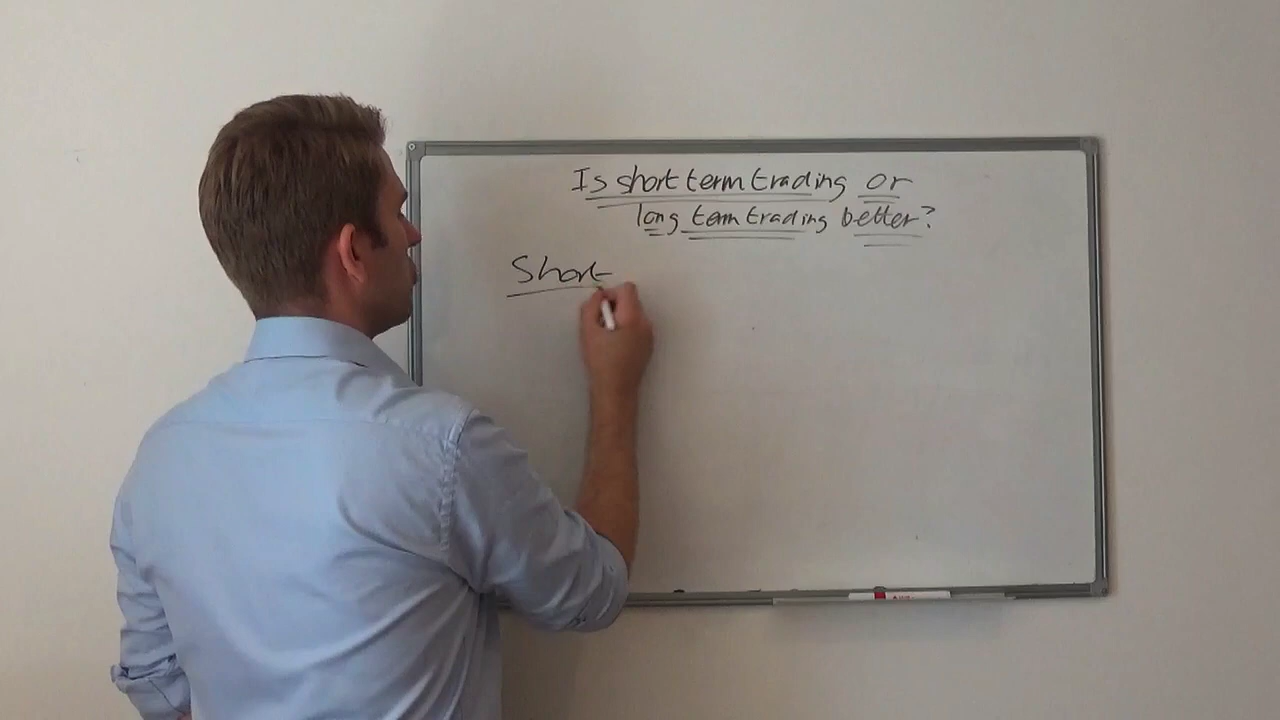 Is short term trading or
long term trading better?
Short